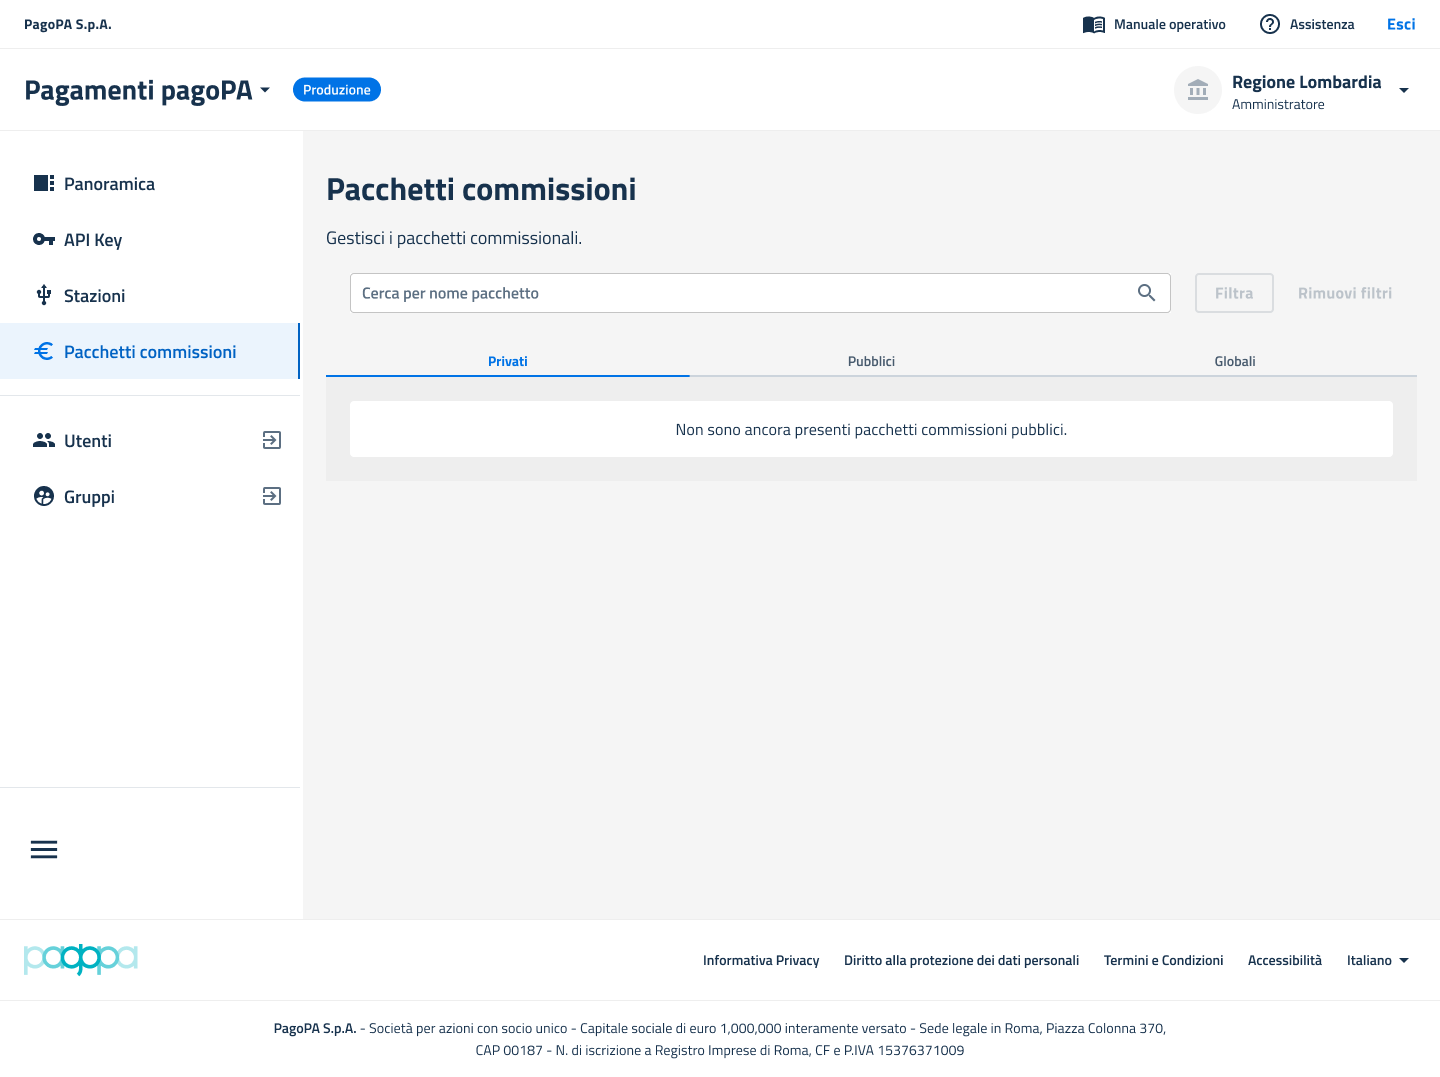 PagoPA S.p.A.
Manuale operativo
Assistenza
Esci
Pagamenti pagoPA
Produzione
Regione Lombardia
Amministratore
Panoramica
API Key
Stazioni
Pacchetti commissioni
Utenti
Gruppi
Pacchetti commissioni
Gestisci i pacchetti commissionali.
Cerca per nome pacchetto
Filtra
Rimuovi filtri
Privati
Pubblici
Globali
Non sono ancora presenti pacchetti commissioni pubblici.
pagopa
Informativa Privacy
Diritto alla protezione dei dati personali
Termini e Condizioni
Accessibilità
Italiano
PagoPA S.p.A. - Società per azioni con socio unico - Capitale sociale di euro 1,000,000 interamente versato - Sede legale in Roma, Piazza Colonna 370,
CAP 00187 - N. di iscrizione a Registro Imprese di Roma, CF e P.IVA 15376371009